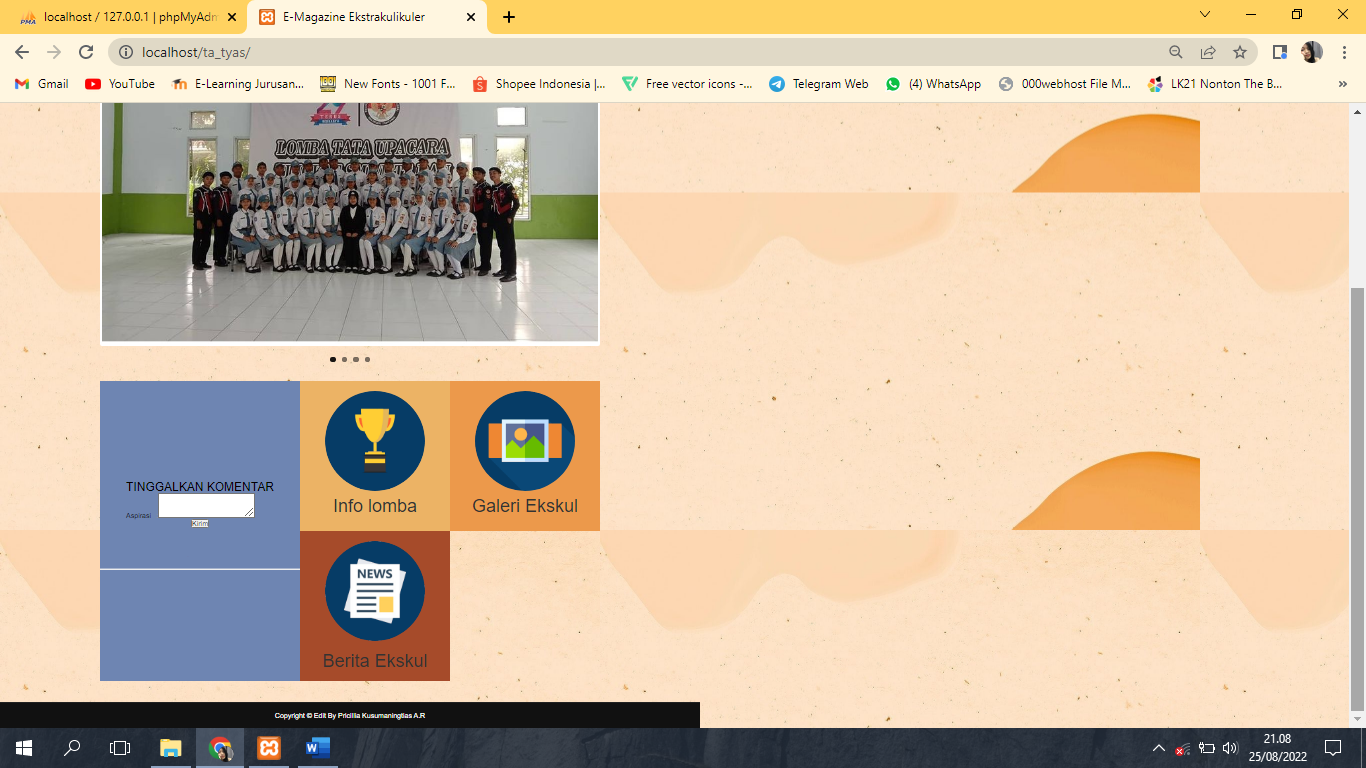 PMA localhost / 127.0.0.1 | phpMyAdm
E-Magazine Ekstrakulikuler
localhost/ta_tyas/
Gmail
YouTube
E-Learning Jurusan...
New Fonts - 1001 F...
Shopee Indonesia |...
Free vector icons -...
Telegram Web
(4) WhatsApp
000webhost File M...
LK21 Nonton The B...
»
LOMBA TATA UPACARA
TINGGALKAN KOMENTAR
Aspirasi
Kirim
Info lomba
Galeri Ekskul
NEWS
Berita Ekskul
Copyright © Edit By Pricillia Kusumaningtias A.R
21.08
25/08/2022